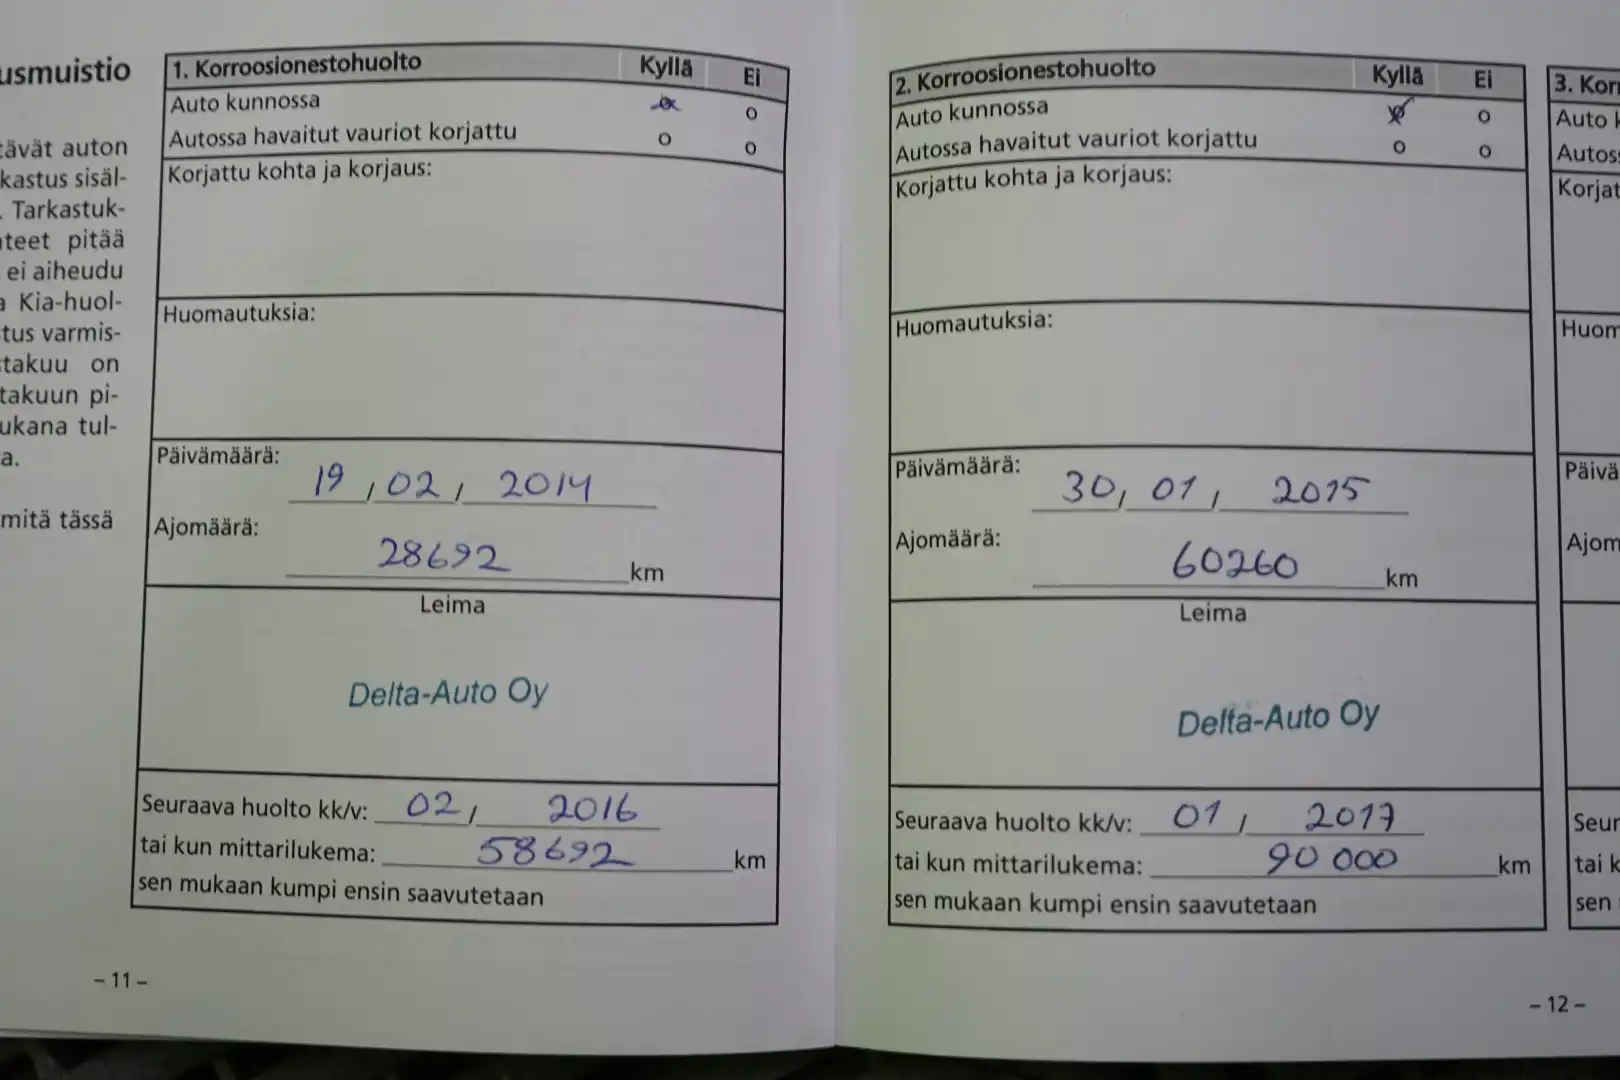 usmuistio
tävät auton
kastus sisäl-
. Tarkastuk-
teet pitää
ei aiheudu
a Kia-huol-
tus varmis-
takuu on
takuun pi-
ukana tul-
a.
mitä tässä
1. Korroosionestohuolto Kyllä Ei
Auto kunnossa o o
Autossa havaitut vauriot korjattu o o
Korjattu kohta ja korjaus:
Huomautuksia:
Päivämäärä: 19 , 02 , 2014
Ajomäärä: 28692 km
Leima
Delta-Auto Oy
Seuraava huolto kk/v: 02 / 2016
tai kun mittarilukema: 58692 km
sen mukaan kumpi ensin saavutetaan
– 11 –
2. Korroosionestohuolto Kyllä Ei
Auto kunnossa o o
Autossa havaitut vauriot korjattu o o
Korjattu kohta ja korjaus:
Huomautuksia:
Päivämäärä: 30 , 01 , 2015
Ajomäärä: 60260 km
Leima
Delta-Auto Oy
Seuraava huolto kk/v: 01 / 2017
tai kun mittarilukema: 90 000 km
sen mukaan kumpi ensin saavutetaan
– 12 –
3. Kor
Auto
Autos
Korjat
Huom
Päivä
Ajom
Seur
tai k
sen